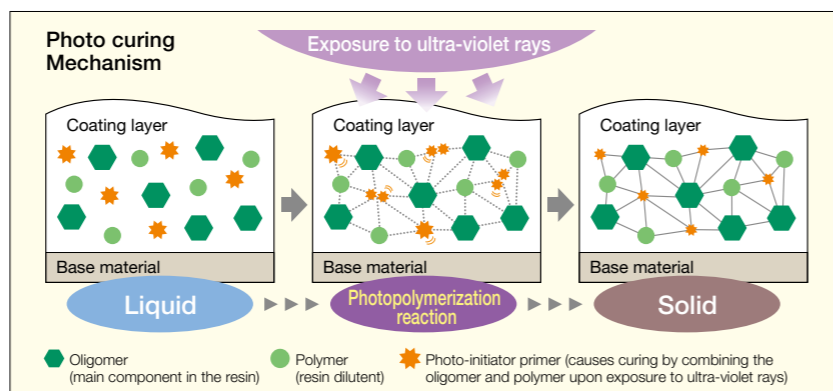 Photo curing
Mechanism
Exposure to ultra-violet rays
Coating layer
Coating layer
Coating layer
Base material
Base material
Base material
Liquid
Photopolymerization
reaction
Solid
Oligomer
(main component in the resin)
Polymer
(resin dilutent)
Photo-initiator primer (causes curing by combining the
oligomer and polymer upon exposure to ultra-violet rays)